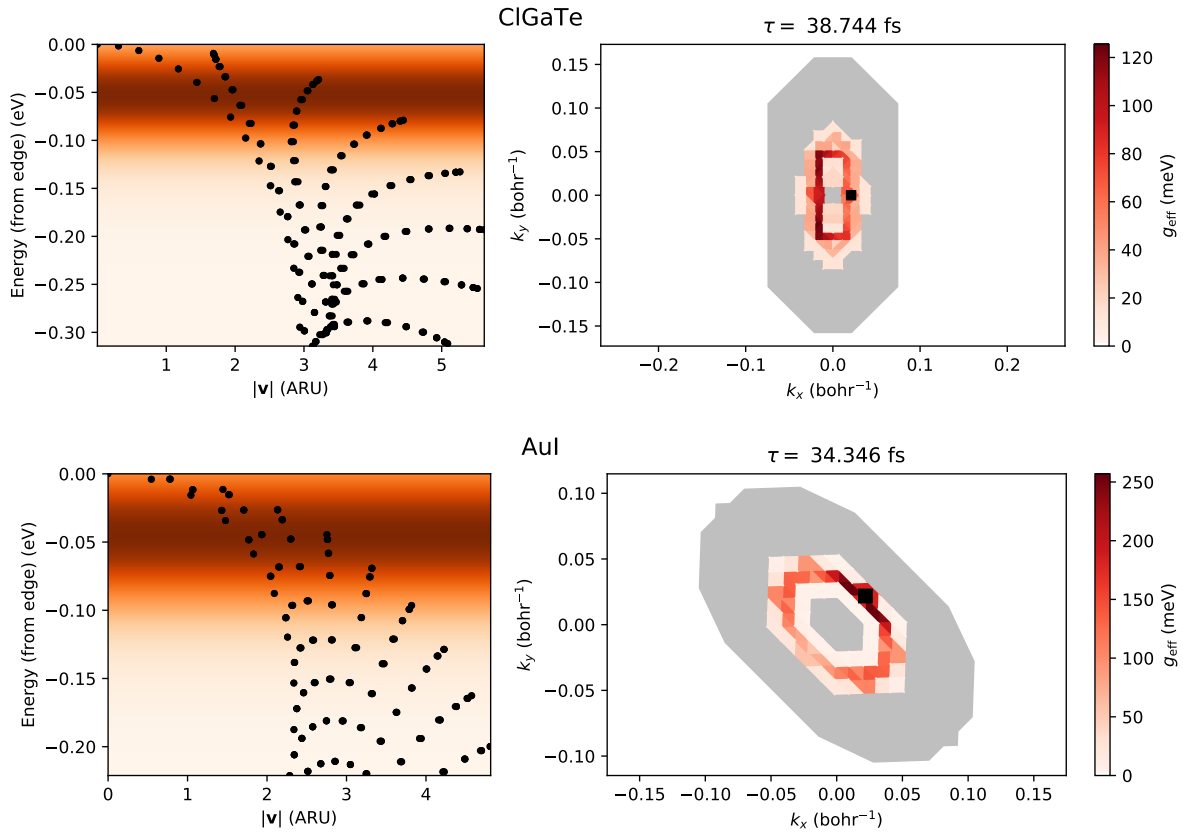 ClGaTe
τ = 38.744 fs
0.00
−0.05
−0.10
−0.15
−0.20
−0.25
−0.30
Energy (from edge) (eV)
1 2 3 4 5
|v| (ARU)
0.15
0.10
0.05
0.00
−0.05
−0.10
−0.15
k_y (bohr⁻¹)
−0.2 −0.1 0.0 0.1 0.2
k_x (bohr⁻¹)
120
100
80
60
40
20
0
g_eff (meV)
AuI
τ = 34.346 fs
0.00
−0.05
−0.10
−0.15
−0.20
Energy (from edge) (eV)
0 1 2 3 4
|v| (ARU)
0.10
0.05
0.00
−0.05
−0.10
k_y (bohr⁻¹)
−0.15 −0.10 −0.05 0.00 0.05 0.10 0.15
k_x (bohr⁻¹)
250
200
150
100
50
0
g_eff (meV)